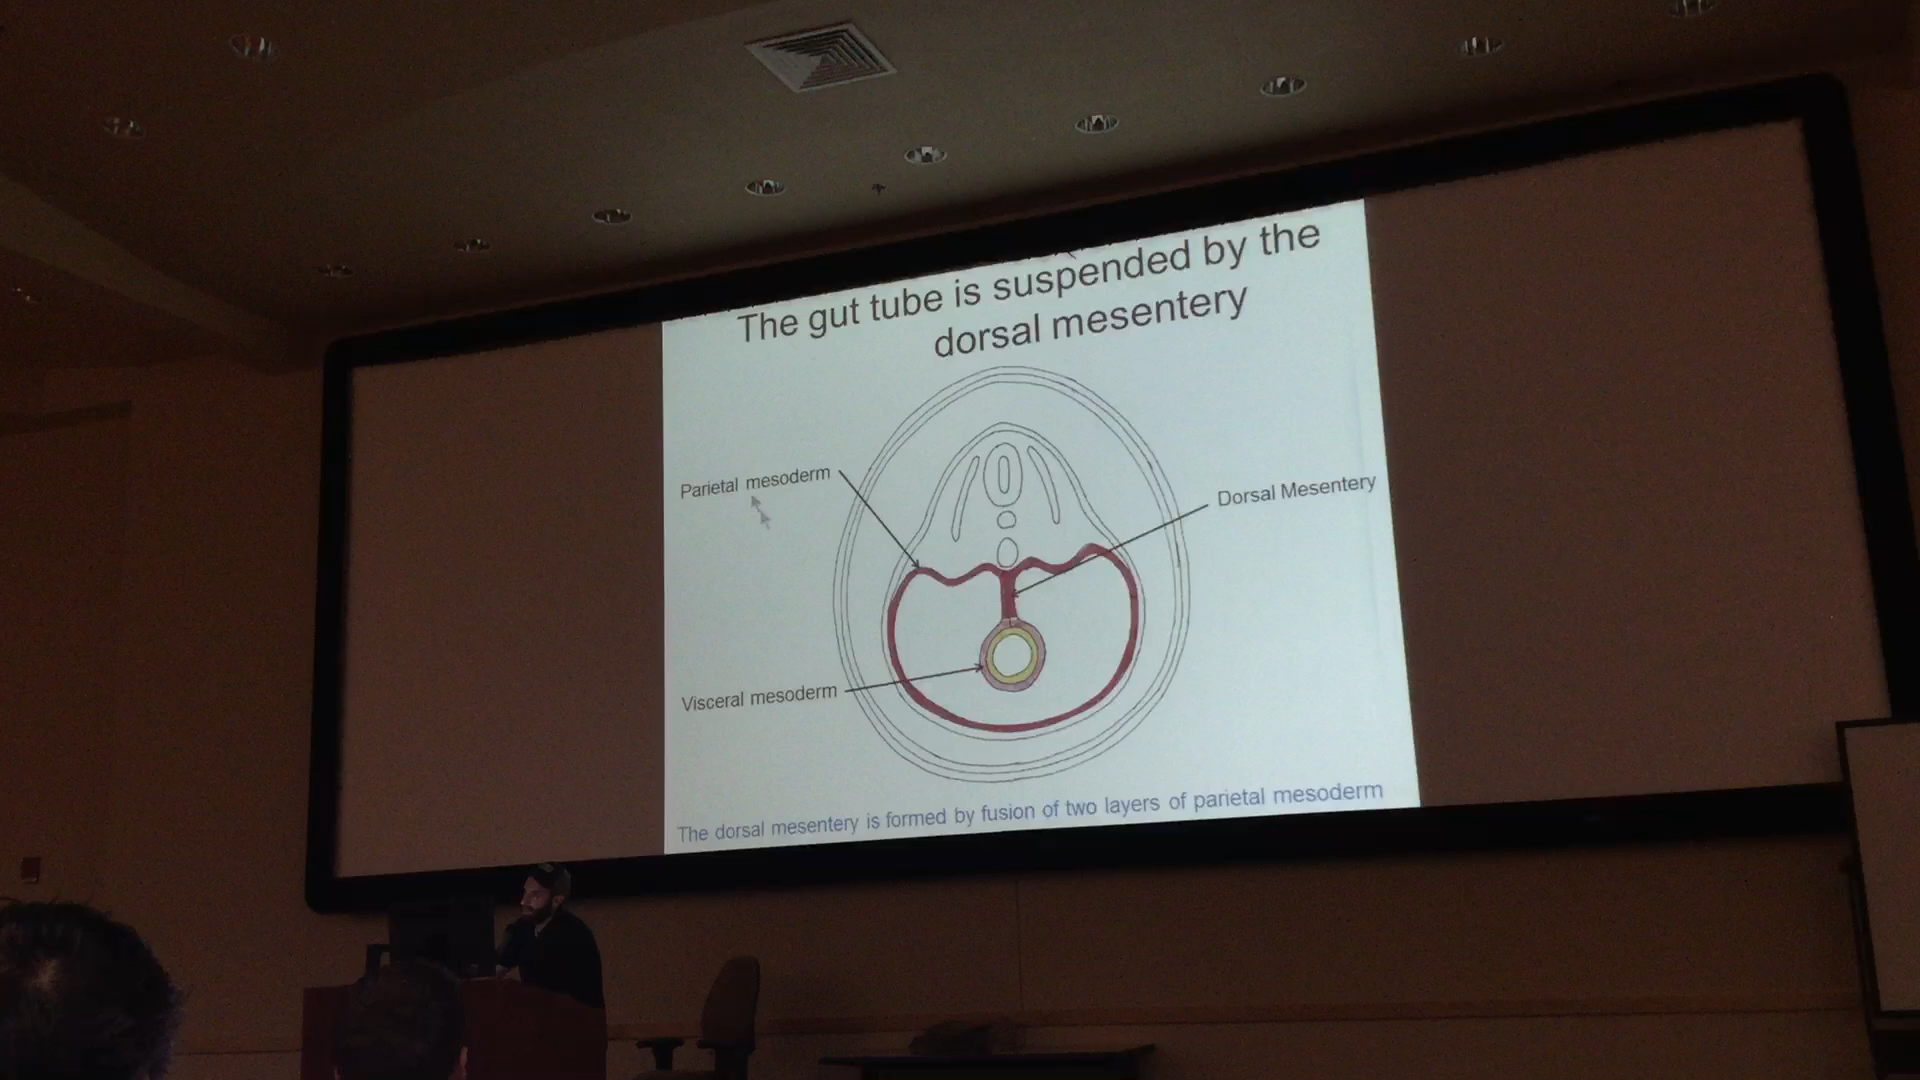 The gut tube is suspended by the
dorsal mesentery
Parietal mesoderm
Dorsal Mesentery
Visceral mesoderm
The dorsal mesentery is formed by fusion of two layers of parietal mesoderm